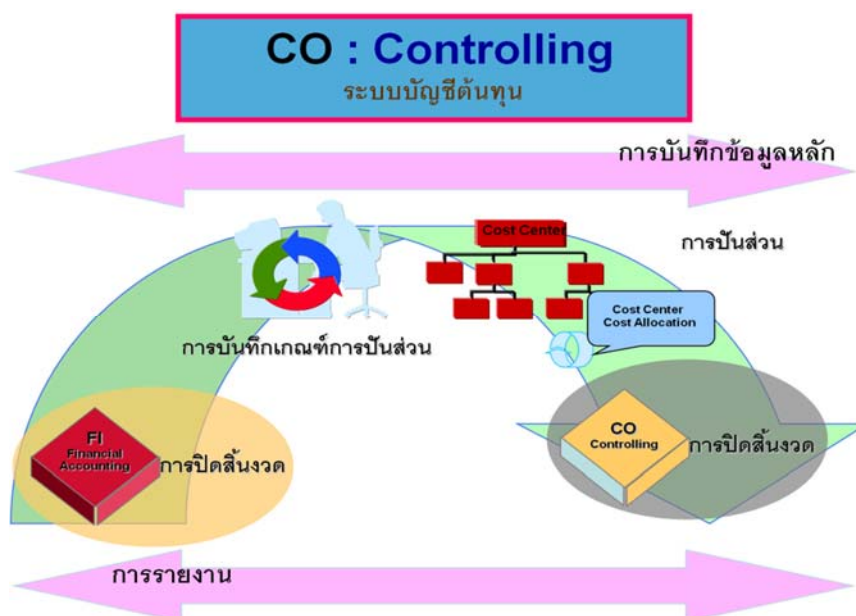 CO : Controlling
ระบบบัญชีต้นทุน
การบันทึกข้อมูลหลัก
Cost Center
การปันส่วน
Cost Center
Cost Allocation
การบันทึกเกณฑ์การปันส่วน
FI
Financial
Accounting
การปิดสิ้นงวด
CO
Controlling
การปิดสิ้นงวด
การรายงาน